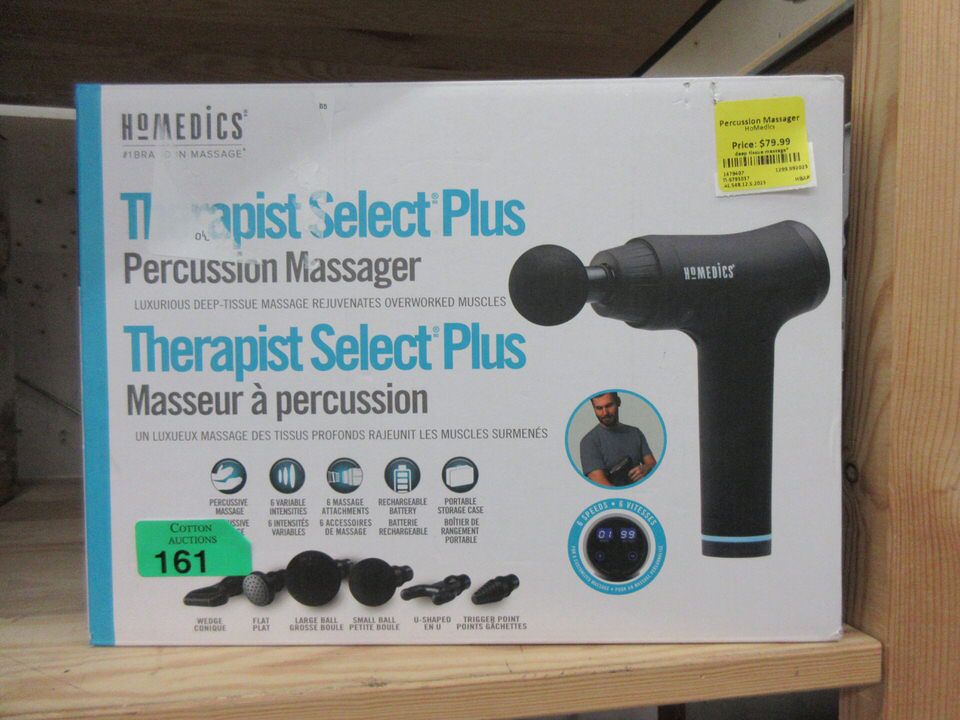 HOMEDICS
#1 BRAND IN MASSAGE*
Percussion Massager
HoMedics
Price: $79.99
deep tissue massage*
Therapist Select® Plus
Percussion Massager
LUXURIOUS DEEP-TISSUE MASSAGE REJUVENATES OVERWORKED MUSCLES
HOMEDICS
Therapist Select® Plus
Masseur à percussion
UN LUXUEUX MASSAGE DES TISSUS PROFONDS RAJEUNIT LES MUSCLES SURMENÉS
PERCUSSIVE MASSAGE
6 VARIABLE INTENSITIES
6 INTENSITÉS VARIABLES
6 MASSAGE ATTACHMENTS
6 ACCESSOIRES DE MASSAGE
RECHARGEABLE BATTERY
BATTERIE RECHARGEABLE
PORTABLE STORAGE CASE
BOÎTIER DE RANGEMENT PORTABLE
6 SPEEDS • 6 VITESSES
01 99
COTTON
AUCTIONS
161
WEDGE
CONIQUE
FLAT
PLAT
LARGE BALL
GROSSE BOULE
SMALL BALL
PETITE BOULE
U-SHAPED
EN U
TRIGGER POINT
POINTS GÂCHETTES